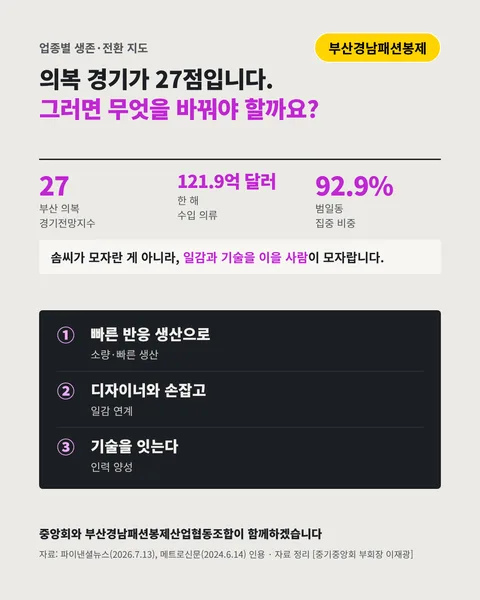 업종별 생존·전환 지도
부산경남패션봉제
의복 경기가 27점입니다.
그러면 무엇을 바꿔야 할까요?
27
부산 의복
경기전망지수
121.9억 달러
한 해
수입 의류
92.9%
범일동
집중 비중
솜씨가 모자란 게 아니라, 일감과 기술을 이을 사람이 모자랍니다.
① 빠른 반응 생산으로
소량·빠른 생산
② 디자이너와 손잡고
일감 연계
③ 기술을 잇는다
인력 양성
중앙회와 부산경남패션봉제산업협동조합이 함께하겠습니다
자료: 파이낸셜뉴스(2026.7.13), 메트로신문(2024.6.14) 인용 · 자료 정리 [중기중앙회 부회장 이재광]